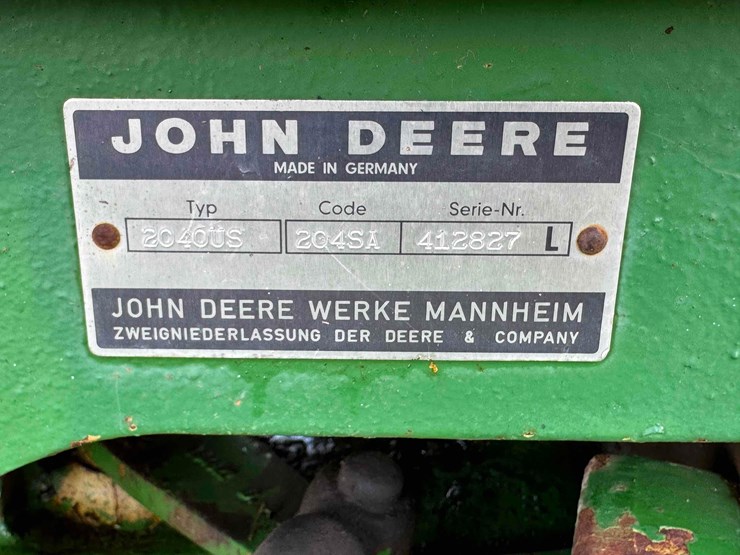 JOHN DEERE
MADE IN GERMANY
Typ Code Serie-Nr.
2040US 204SA 412827 L
JOHN DEERE WERKE MANNHEIM
ZWEIGNIEDERLASSUNG DER DEERE & COMPANY